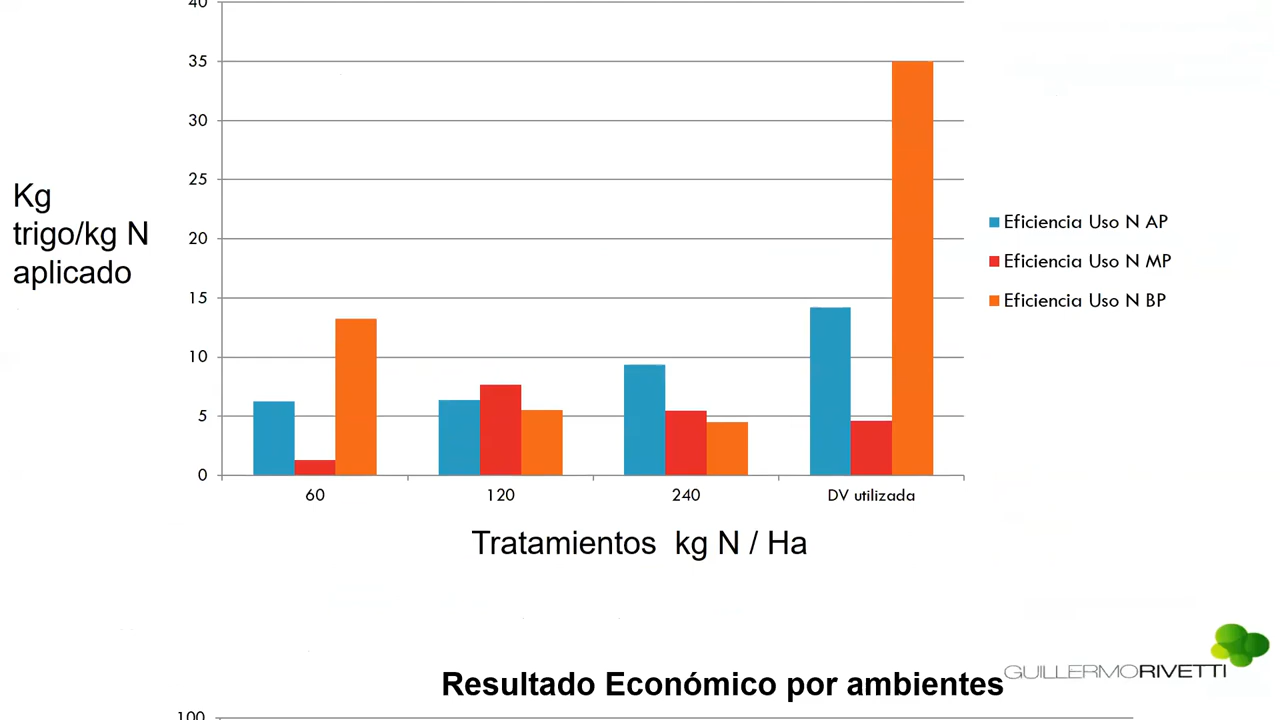 40
35
30
25
20
15
10
5
0
Kg
trigo/kg N
aplicado
60
120
240
DV utilizada
Tratamientos kg N / Ha
Eficiencia Uso N AP
Eficiencia Uso N MP
Eficiencia Uso N BP
GUILLERMORIVETTI
Resultado Económico por ambientes
100